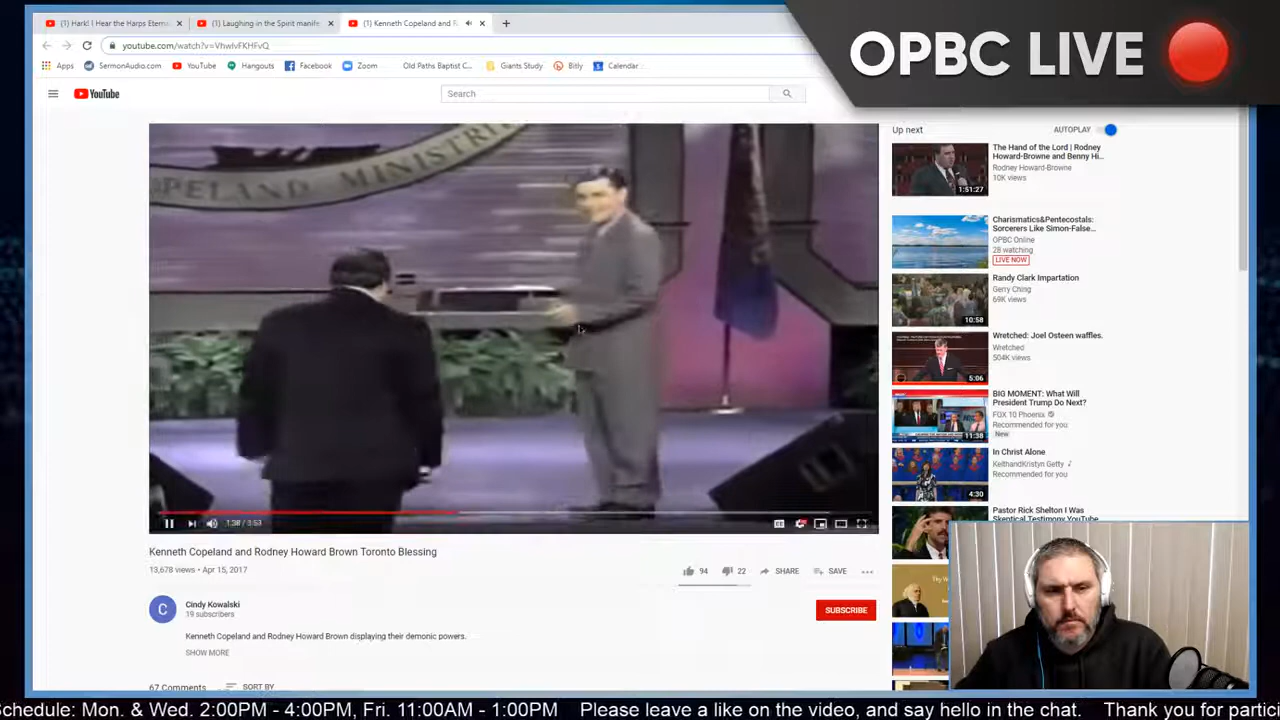 (1) Hark! I Hear the Harps Etern
(1) Laughing in the Spirit manife
(1) Kenneth Copeland and R
OPBC LIVE
youtube.com/watch?v=VhwIvFKHFvQ
Apps
SermonAudio.com
YouTube
Hangouts
Facebook
Zoom
Old Paths Baptist C...
Giants Study
Bitly
Calendar
YouTube
Search
Up next
AUTOPLAY
The Hand of the Lord | Rodney
Howard-Browne and Benny Hi...
Rodney Howard-Browne
10K views
1:51:27
Charismatics&Pentecostals:
Sorcerers Like Simon-False...
OPBC Online
28 watching
LIVE NOW
Randy Clark Impartation
Gerry Ching
69K views
10:58
Wretched: Joel Osteen waffles.
Wretched
504K views
5:06
BIG MOMENT: What Will
President Trump Do Next?
FOX 10 Phoenix
Recommended for you
New
11:38
In Christ Alone
KeithandKristyn Getty
Recommended for you
4:30
Pastor Rick Shelton I Was
Skeptical Testimony YouTube
1:38 / 3:53
Kenneth Copeland and Rodney Howard Brown Toronto Blessing
13,678 views • Apr 15, 2017
94
22
SHARE
SAVE
C
Cindy Kowalski
19 subscribers
SUBSCRIBE
Kenneth Copeland and Rodney Howard Brown displaying their demonic powers.
SHOW MORE
67 Comments
SORT BY
Schedule: Mon. & Wed. 2:00PM - 4:00PM, Fri. 11:00AM - 1:00PM Please leave a like on the video, and say hello in the chat. Thank you for partici